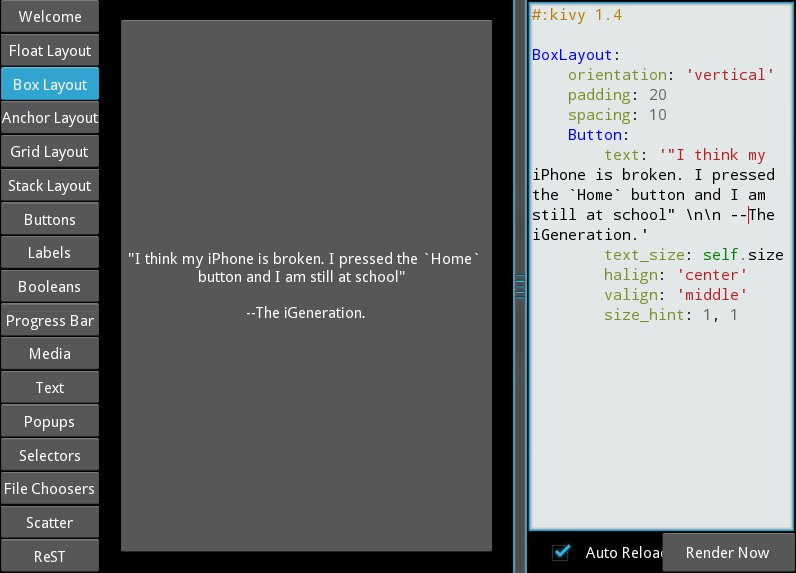 Welcome
Float Layout
Box Layout
Anchor Layout
Grid Layout
Stack Layout
Buttons
Labels
Booleans
Progress Bar
Media
Text
Popups
Selectors
File Choosers
Scatter
ReST
"I think my iPhone is broken. I pressed the `Home`
button and I am still at school"
--The iGeneration.
#:kivy 1.4
BoxLayout:
orientation: 'vertical'
padding: 20
spacing: 10
Button:
text: '"I think my
iPhone is broken. I pressed
the `Home` button and I am
still at school" \n\n --The
iGeneration.'
text_size: self.size
halign: 'center'
valign: 'middle'
size_hint: 1, 1
Auto Reload
Render Now